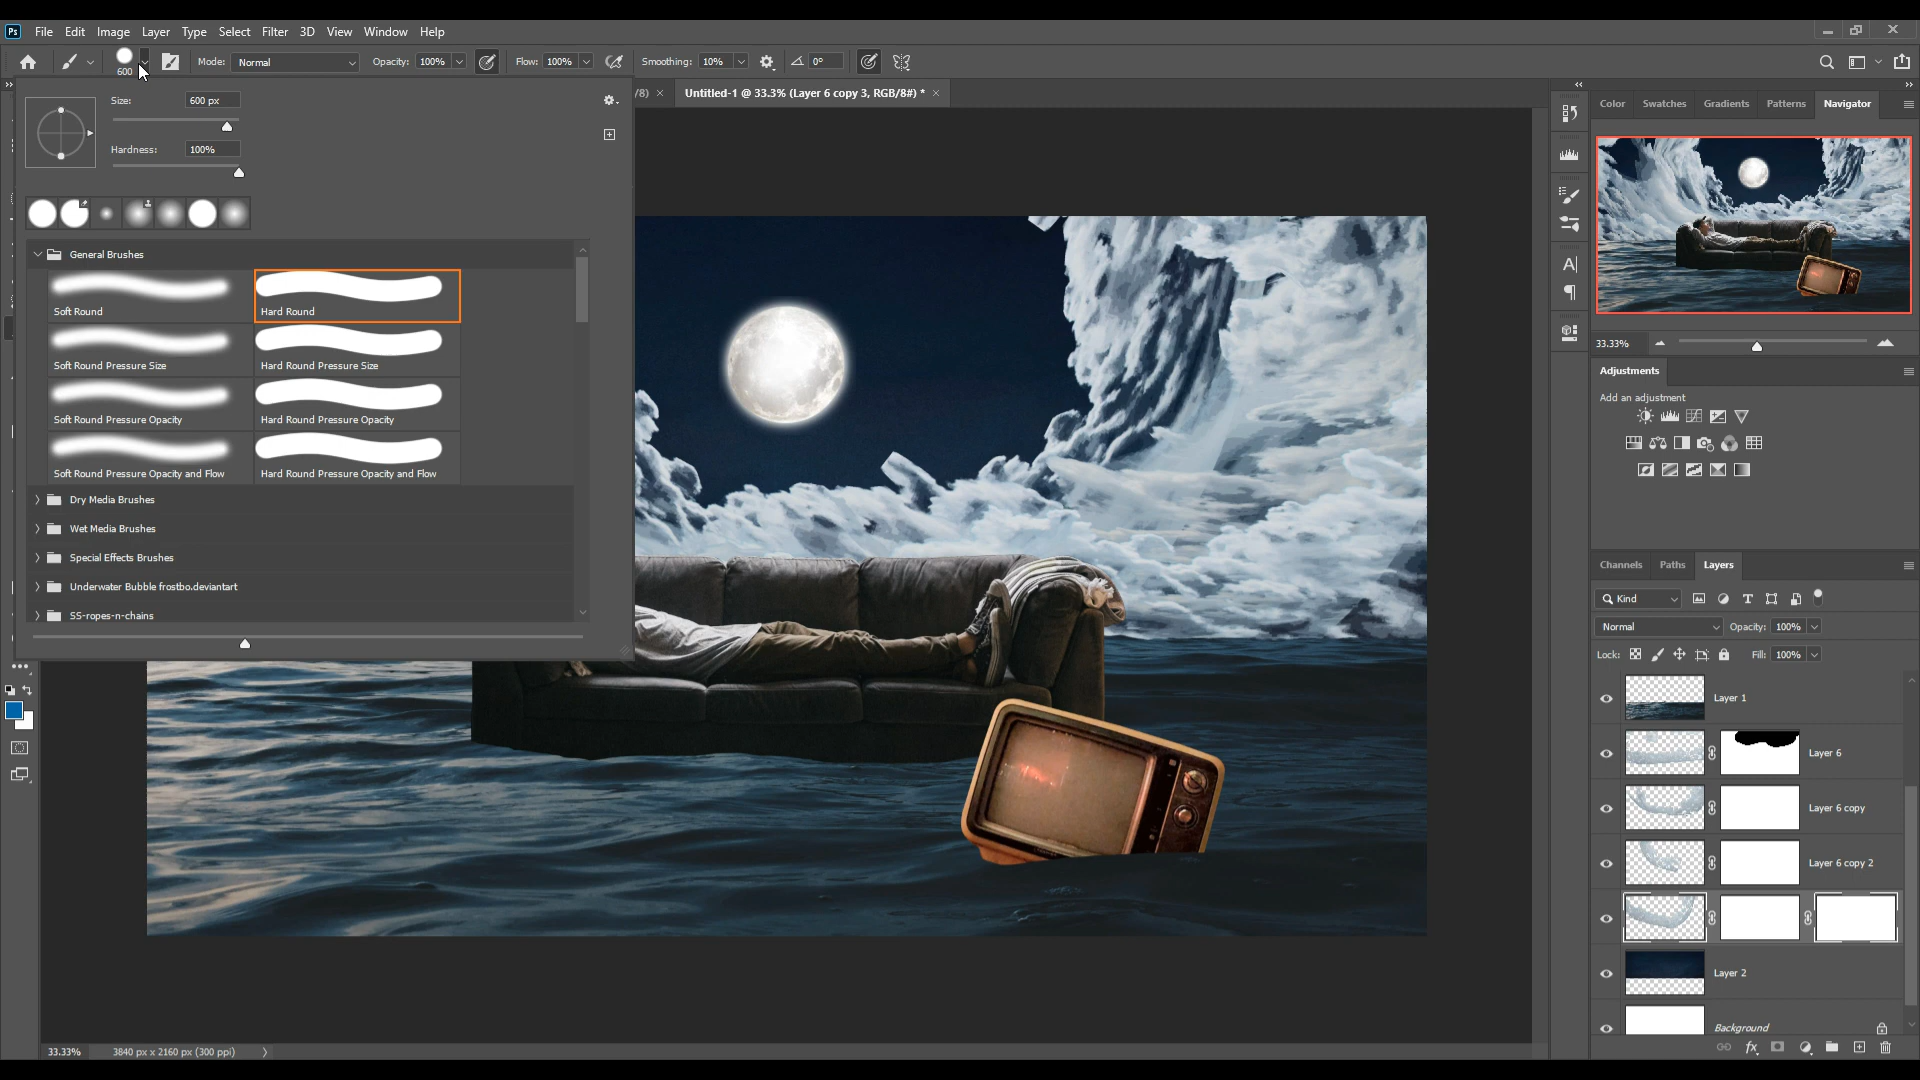 Ps File Edit Image Layer Type Select Filter 3D View Window Help
600 Mode: Normal Opacity: 100% Flow: 100% Smoothing: 10% 0°
/8) × Untitled-1 @ 33.3% (Layer 6 copy 3, RGB/8#) * ×
Size: 600 px
Hardness: 100%
General Brushes
Soft Round Hard Round
Soft Round Pressure Size Hard Round Pressure Size
Soft Round Pressure Opacity Hard Round Pressure Opacity
Soft Round Pressure Opacity and Flow Hard Round Pressure Opacity and Flow
Dry Media Brushes
Wet Media Brushes
Special Effects Brushes
Underwater Bubble frostbo.deviantart
SS-ropes-n-chains
Color Swatches Gradients Patterns Navigator
33.33%
Adjustments
Add an adjustment
Channels Paths Layers
Kind
Normal Opacity: 100%
Lock: Fill: 100%
Layer 1
Layer 6
Layer 6 copy
Layer 6 copy 2
Layer 2
Background
fx
33.33% 3840 px x 2160 px (300 ppi)